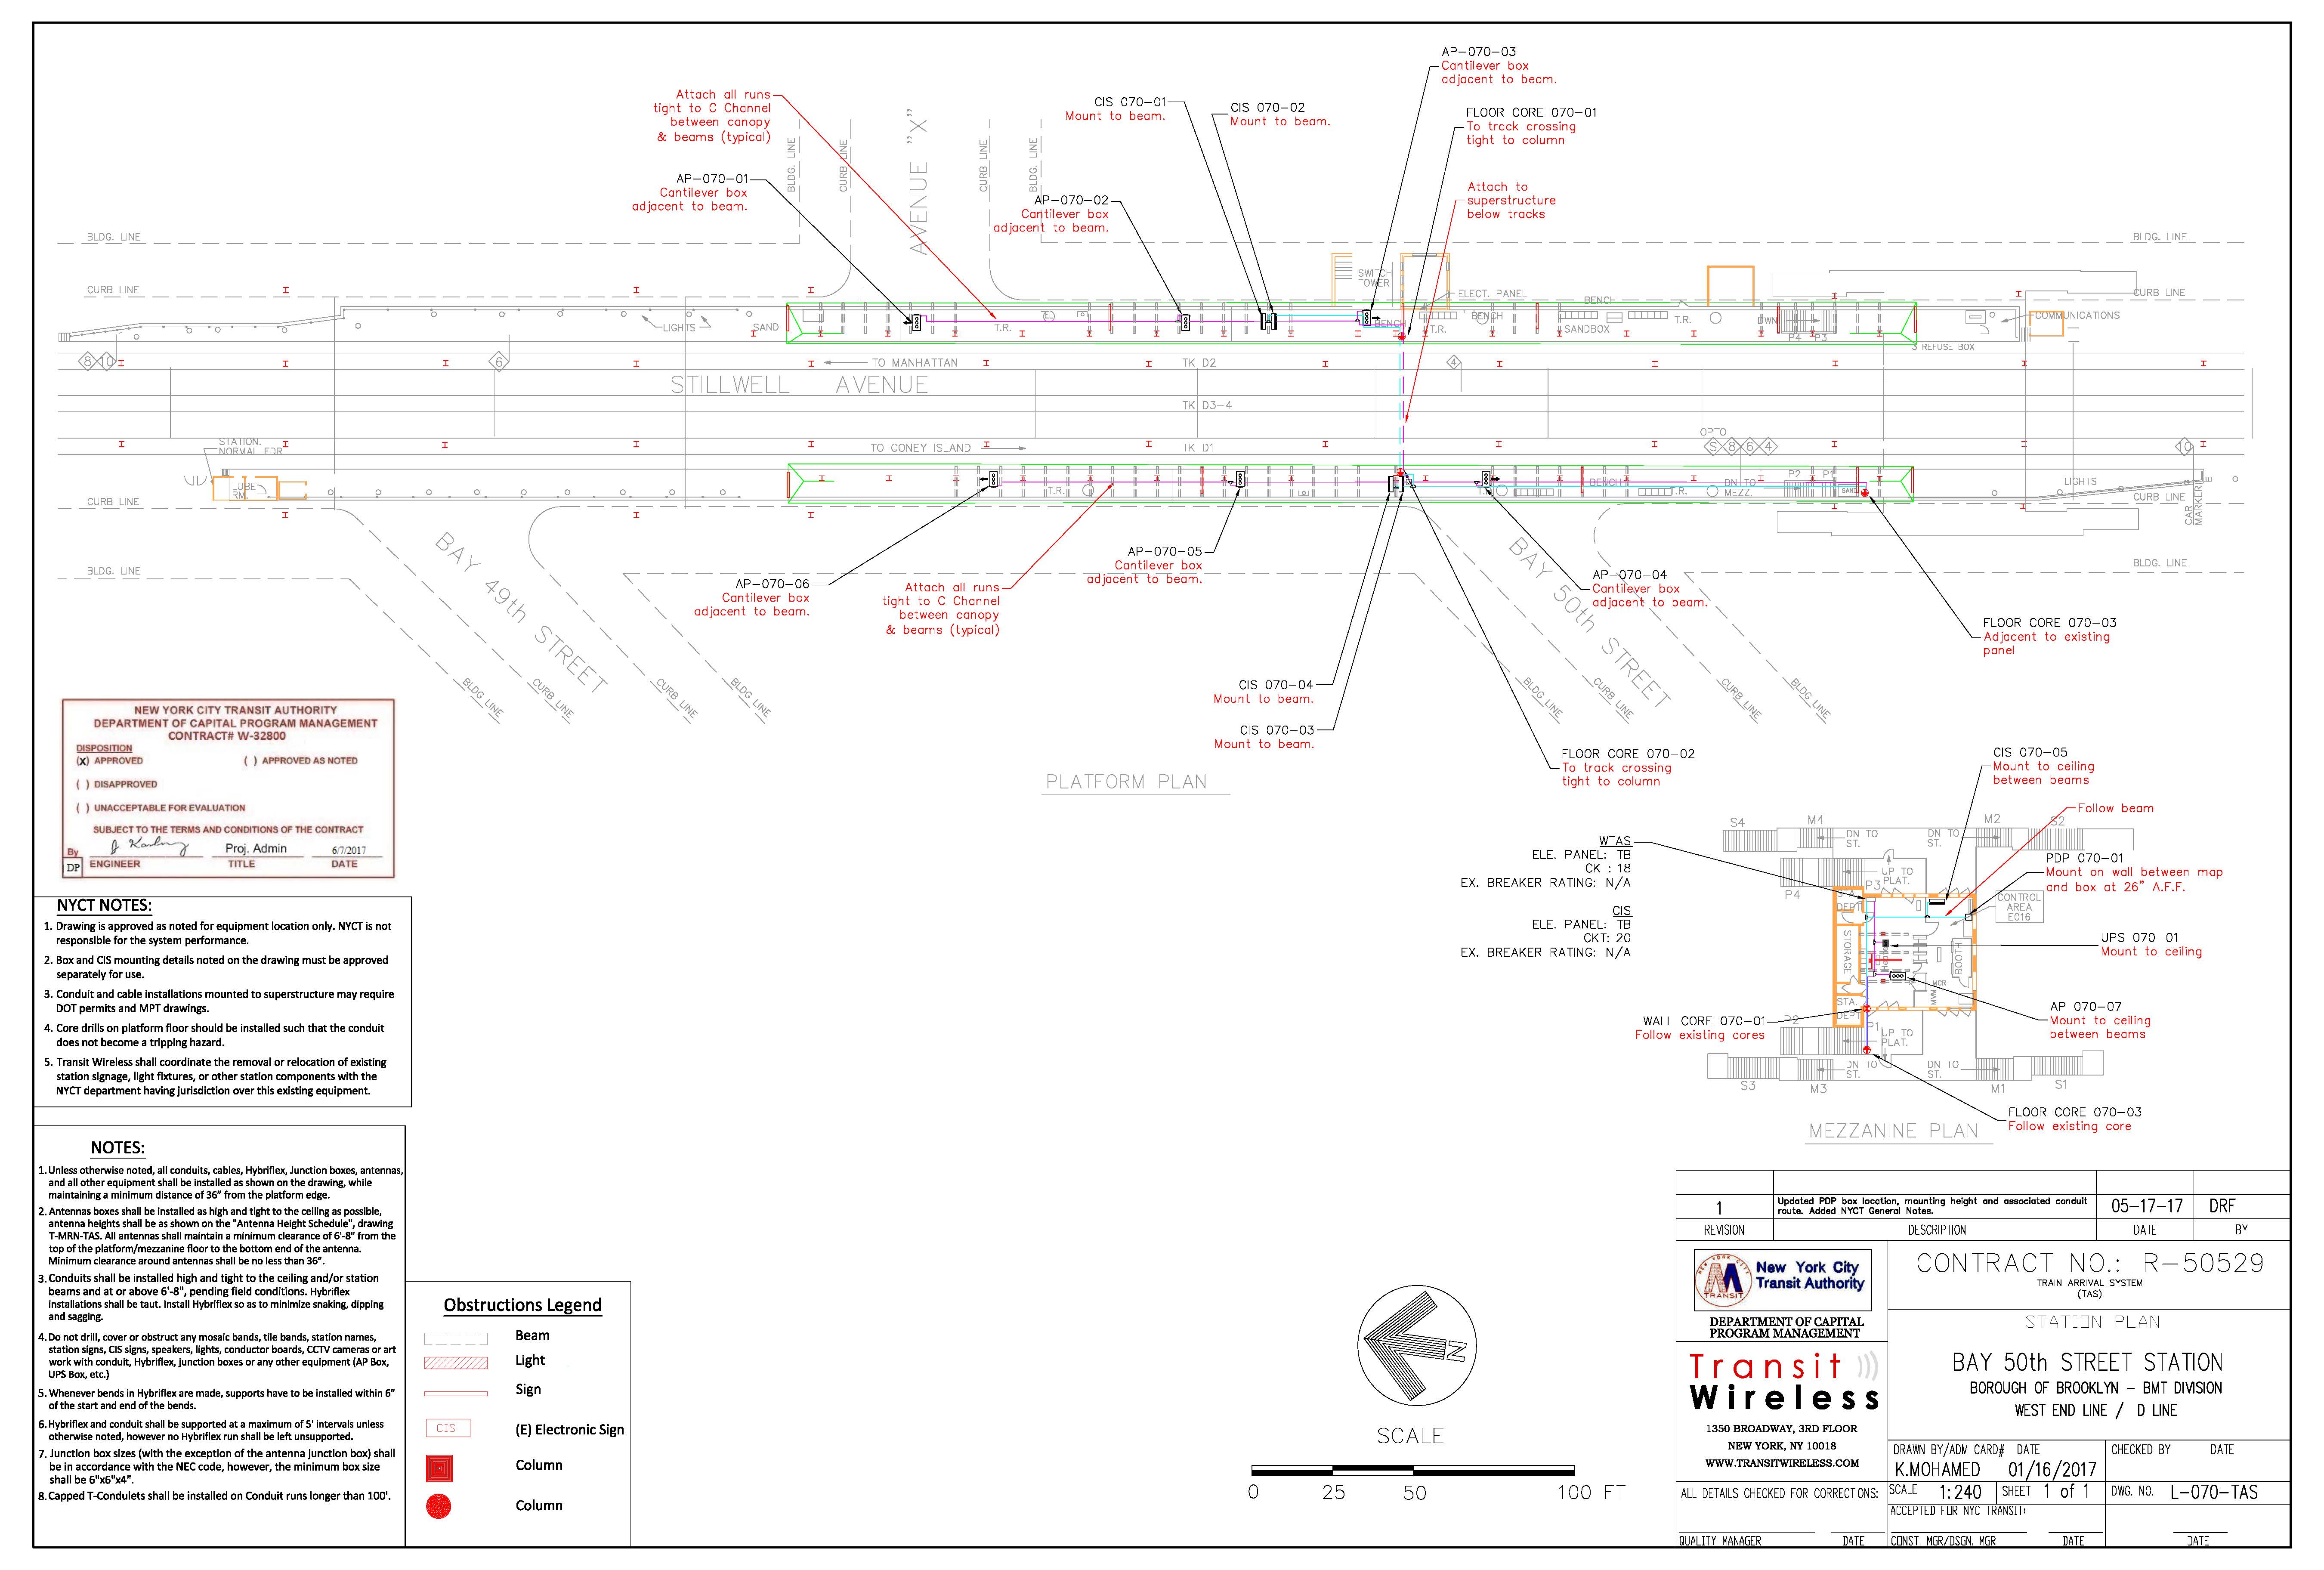 AP-070-03
Cantilever box
adjacent to beam.
Attach all runs
tight to C Channel
between canopy
& beams (typical)
CIS 070-01
Mount to beam.
CIS 070-02
Mount to beam.
FLOOR CORE 070-01
To track crossing
tight to column
BLDG. LINE
CURB LINE
AVENUE "X"
CURB LINE
BLDG. LINE
AP-070-01
Cantilever box
adjacent to beam.
AP-070-02
Cantilever box
adjacent to beam.
Attach to
superstructure
below tracks
BLDG. LINE
BLDG. LINE
SWITCH
TOWER
CURB LINE
ELECT. PANEL
BENCH
CURB LINE
LIGHTS
SAND
T.R.
TEL
BENCH
BENCH
T.R.
SANDBOX
T.R.
DWN
P4 P3
COMMUNICATIONS
3 REFUSE BOX
8 10
6
TO MANHATTAN
TK D2
4
STILLWELL AVENUE
TK D3-4
STATION.
NORMAL FDR
TO CONEY ISLAND
TK D1
OPTO
S 8 6 4
10
LUBE
RM.
T.R.
T.R.
BENCH
T.R.
DN TO
MEZZ.
P2 P1
SAND
LIGHTS
CURB LINE
CURB LINE
CAR
MARKER
BAY 49th STREET
BAY 50th STREET
AP-070-05
Cantilever box
adjacent to beam.
BLDG. LINE
BLDG. LINE
AP-070-06
Cantilever box
adjacent to beam.
Attach all runs
tight to C Channel
between canopy
& beams (typical)
AP-070-04
Cantilever box
adjacent to beam.
FLOOR CORE 070-03
Adjacent to existing
panel
BLDG LINE
CURB LINE
CURB LINE
BLDG LINE
BLDG LINE
CURB LINE
CURB LINE
BLDG LINE
CIS 070-04
Mount to beam.
CIS 070-03
Mount to beam.
FLOOR CORE 070-02
To track crossing
tight to column
PLATFORM PLAN
NEW YORK CITY TRANSIT AUTHORITY
DEPARTMENT OF CAPITAL PROGRAM MANAGEMENT
CONTRACT# W-32800
DISPOSITION
(X) APPROVED ( ) APPROVED AS NOTED
( ) DISAPPROVED
( ) UNACCEPTABLE FOR EVALUATION
SUBJECT TO THE TERMS AND CONDITIONS OF THE CONTRACT
By Proj. Admin 6/7/2017
DP ENGINEER TITLE DATE
NYCT NOTES:
1. Drawing is approved as noted for equipment location only. NYCT is not
responsible for the system performance.
2. Box and CIS mounting details noted on the drawing must be approved
separately for use.
3. Conduit and cable installations mounted to superstructure may require
DOT permits and MPT drawings.
4. Core drills on platform floor should be installed such that the conduit
does not become a tripping hazard.
5. Transit Wireless shall coordinate the removal or relocation of existing
station signage, light fixtures, or other station components with the
NYCT department having jurisdiction over this existing equipment.
NOTES:
1. Unless otherwise noted, all conduits, cables, Hybriflex, Junction boxes, antennas,
and all other equipment shall be installed as shown on the drawing, while
maintaining a minimum distance of 36" from the platform edge.
2. Antennas boxes shall be installed as high and tight to the ceiling as possible,
antenna heights shall be as shown on the "Antenna Height Schedule", drawing
T-MRN-TAS. All antennas shall maintain a minimum clearance of 6'-8" from the
top of the platform/mezzanine floor to the bottom end of the antenna.
Minimum clearance around antennas shall be no less than 36".
3. Conduits shall be installed high and tight to the ceiling and/or station
beams and at or above 6'-8", pending field conditions. Hybriflex
installations shall be taut. Install Hybriflex so as to minimize snaking, dipping
and sagging.
4. Do not drill, cover or obstruct any mosaic bands, tile bands, station names,
station signs, CIS signs, speakers, lights, conductor boards, CCTV cameras or art
work with conduit, Hybriflex, junction boxes or any other equipment (AP Box,
UPS Box, etc.)
5. Whenever bends in Hybriflex are made, supports have to be installed within 6"
of the start and end of the bends.
6. Hybriflex and conduit shall be supported at a maximum of 5' intervals unless
otherwise noted, however no Hybriflex run shall be left unsupported.
7. Junction box sizes (with the exception of the antenna junction box) shall
be in accordance with the NEC code, however, the minimum box size
shall be 6"x6"x4".
8. Capped T-Condulets shall be installed on Conduit runs longer than 100'.
Obstructions Legend
Beam
Light
Sign
CIS (E) Electronic Sign
Column
Column
WTAS
ELE. PANEL: TB
CKT: 18
EX. BREAKER RATING: N/A
CIS
ELE. PANEL: TB
CKT: 20
EX. BREAKER RATING: N/A
CIS 070-05
Mount to ceiling
between beams
Follow beam
S4
M4
M2
S2
DN TO
ST.
DN TO
ST.
UP TO
PLAT.
P3
P4
PDP 070-01
Mount on wall between map
and box at 26" A.F.F.
STA.
DEPT
CONTROL
AREA
E016
STORAGE
BOOTH
UPS 070-01
Mount to ceiling
MCR
MVM
STA.
DEPT
AP 070-07
Mount to ceiling
between beams
WALL CORE 070-01
Follow existing cores
P2
P1
UP TO
PLAT.
DN TO
ST.
DN TO
ST.
S3
M3
M1
S1
FLOOR CORE 070-03
Follow existing core
MEZZANINE PLAN
N
SCALE
0 25 50 100 FT
1 Updated PDP box location, mounting height and associated conduit
route. Added NYCT General Notes. 05-17-17 DRF
REVISION DESCRIPTION DATE BY
NEW YORK CITY
TRANSIT
New York City
Transit Authority
DEPARTMENT OF CAPITAL
PROGRAM MANAGEMENT
CONTRACT NO.: R-50529
TRAIN ARRIVAL SYSTEM
(TAS)
STATION PLAN
Transit
Wireless
1350 BROADWAY, 3RD FLOOR
NEW YORK, NY 10018
WWW.TRANSITWIRELESS.COM
BAY 50th STREET STATION
BOROUGH OF BROOKLYN - BMT DIVISION
WEST END LINE / D LINE
DRAWN BY/ADM CARD# DATE
K.MOHAMED 01/16/2017
CHECKED BY DATE
ALL DETAILS CHECKED FOR CORRECTIONS:
SCALE 1:240 SHEET 1 of 1 DWG. NO. L-070-TAS
ACCEPTED FOR NYC TRANSIT:
QUALITY MANAGER DATE
CONST. MGR/DSGN. MGR DATE DATE